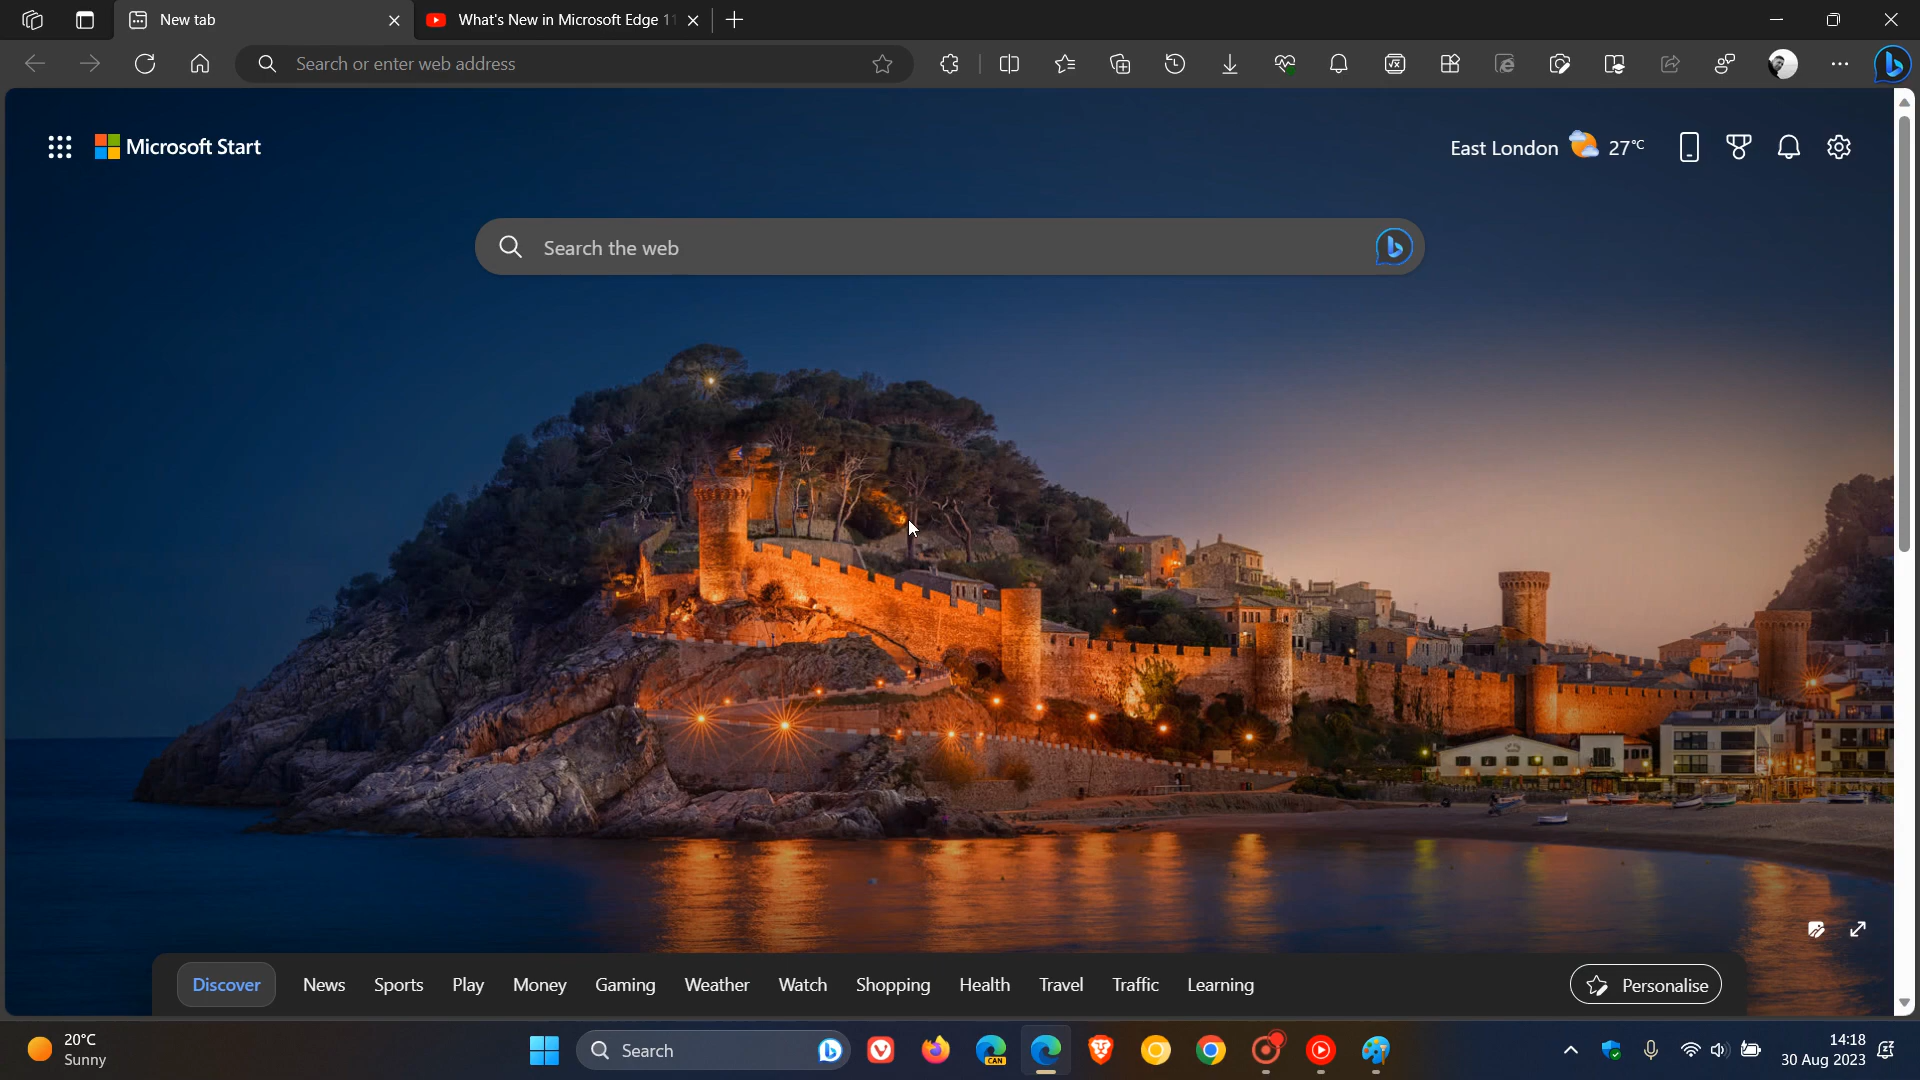 New tab
What's New in Microsoft Edge 11
Search or enter web address
Microsoft Start
East London 27°C
Search the web
Discover News Sports Play Money Gaming Weather Watch Shopping Health Travel Traffic Learning
Personalise
20°C
Sunny
Search
CAN
14:18
30 Aug 2023